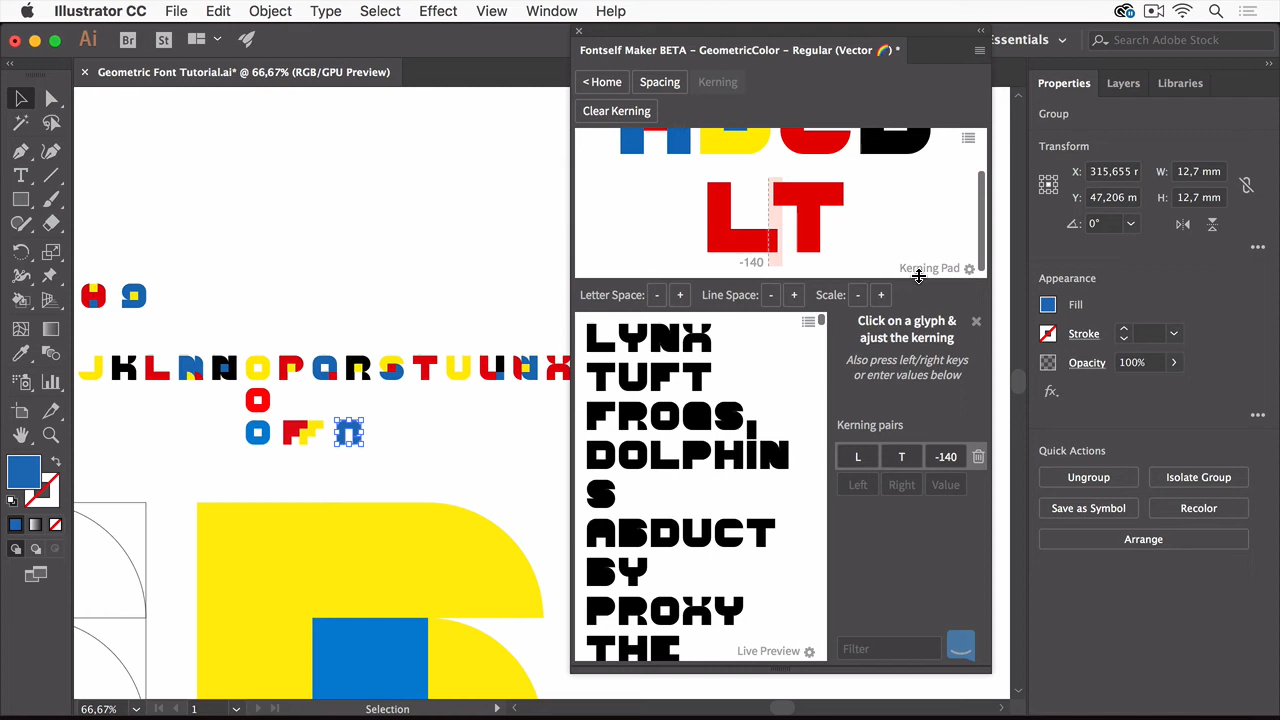 Illustrator CC File Edit Object Type Select Effect View Window Help
Ai Br St Essentials Search Adobe Stock
× Geometric Font Tutorial.ai* @ 66,67% (RGB/GPU Preview)
Fontself Maker BETA – GeometricColor – Regular (Vector 🌈) *
< Home Spacing Kerning
Clear Kerning
LT
-140
Kerning Pad
Letter Space: - + Line Space: - + Scale: - +
LYNX
TUFT
FROGS,
DOLPHIN
S
ABDUCT
BY
PROXY
THE
Live Preview
Click on a glyph &
ajust the kerning
Also press left/right keys
or enter values below
Kerning pairs
L T -140
Left Right Value
Filter
H 9
J K L N N O P Q R S T U U N X
O
O F n
Properties Layers Libraries
Group
Transform
X: 315,655 r W: 12,7 mm
Y: 47,206 m H: 12,7 mm
0°
Appearance
Fill
Stroke
Opacity 100%
fx.
Quick Actions
Ungroup Isolate Group
Save as Symbol Recolor
Arrange
66,67% 1 Selection